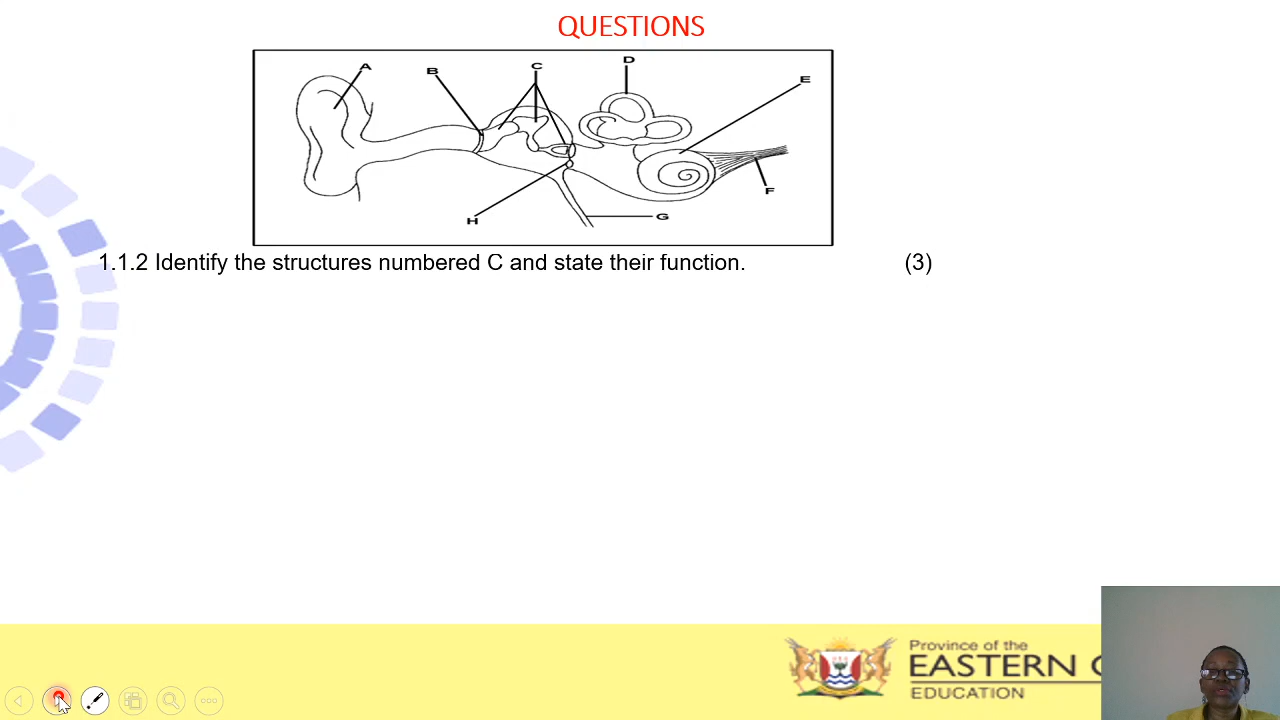 QUESTIONS
A
B
C
D
E
F
G
H
1.1.2 Identify the structures numbered C and state their function. (3)
Province of the
EASTERN C
EDUCATION